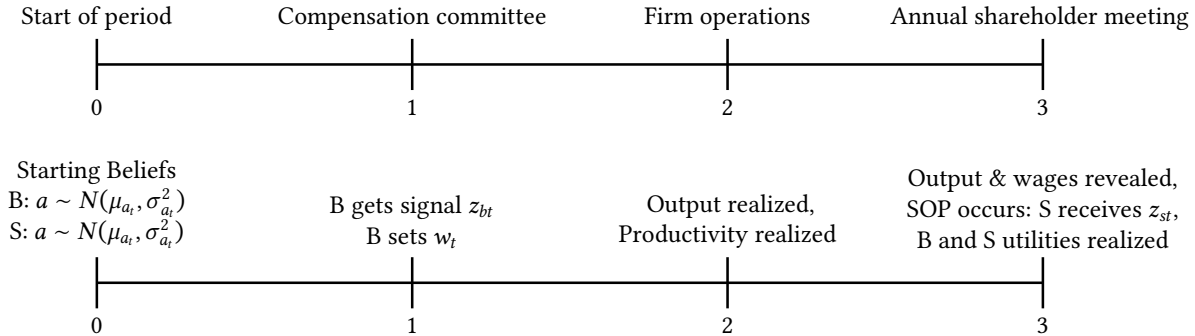 Start of period Compensation committee Firm operations Annual shareholder meeting
0 1 2 3
Starting Beliefs
B: a ~ N(μ_{a_t}, σ²_{a_t})
S: a ~ N(μ_{a_t}, σ²_{a_t})
B gets signal z_{bt}
B sets w_t
Output realized,
Productivity realized
Output & wages revealed,
SOP occurs: S receives z_{st},
B and S utilities realized
0 1 2 3